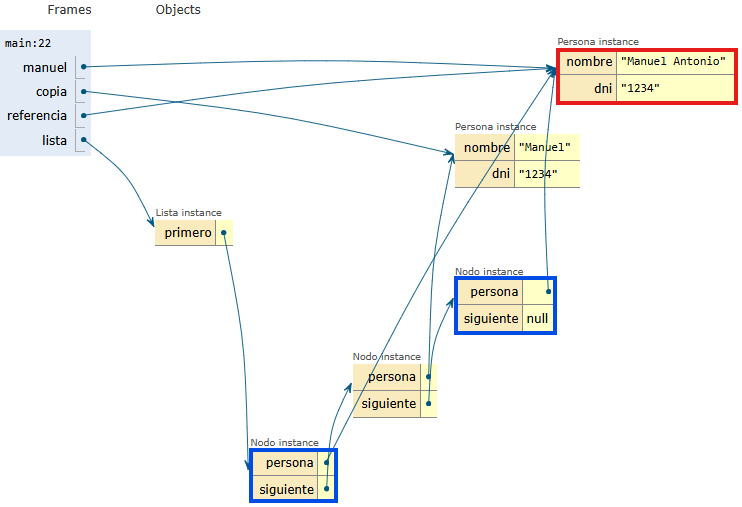 Frames Objects
main:22
manuel
copia
referencia
lista
Persona instance
nombre "Manuel Antonio"
dni "1234"
Persona instance
nombre "Manuel"
dni "1234"
Lista instance
primero
Nodo instance
persona
siguiente null
Nodo instance
persona
siguiente
Nodo instance
persona
siguiente